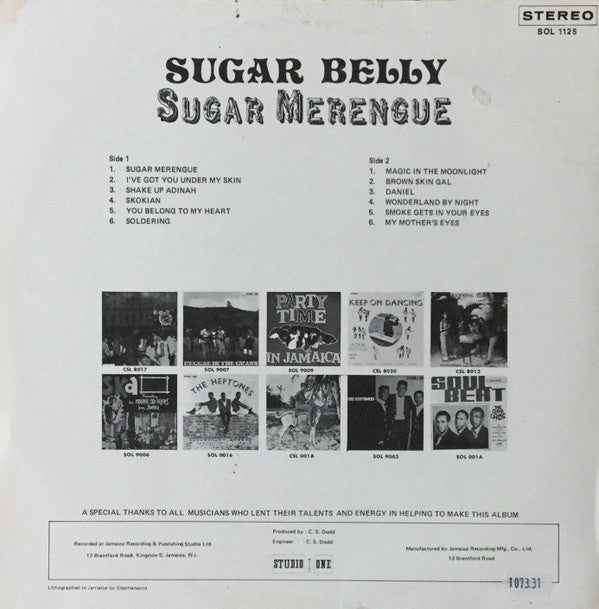 STEREO
SOL 1125
SUGAR BELLY
SUGAR MERENGUE
Side 1
1. SUGAR MERENGUE
2. I'VE GOT YOU UNDER MY SKIN
3. SHAKE UP ADINAH
4. SKOKIAN
5. YOU BELONG TO MY HEART
6. SOLDERING
Side 2
1. MAGIC IN THE MOONLIGHT
2. BROWN SKIN GAL
3. DANIEL
4. WONDERLAND BY NIGHT
5. SMOKE GETS IN YOUR EYES
6. MY MOTHER'S EYES
REGGAE IN THE GRASS
PARTY
TIME
IN JAMAICA
KEEP ON DANCING
CSL 8017
SOL 9007
SOL 9009
CSL 8020
CSL 8012
SKA
THE HEPTONES
THE HEPTONES
SOUL
BEAT
SOL 9006
SOL 0016
CSL 001A
SOL 9002
SOL 001A
A SPECIAL THANKS TO ALL MUSICIANS WHO LENT THEIR TALENTS AND ENERGY IN HELPING TO MAKE THIS ALBUM
Recorded at Jamaica Recording & Publishing Studio Ltd.
13 Brentford Road, Kingston 5, Jamaica, W.I.
Produced by : C. S. Dodd
Engineer : C. S. Dodd
STUDIO ONE
Manufactured by Jamaica Recording Mfg., Co., Ltd.
13 Brentford Road
Lithographed in Jamaica by Stephensons
1073.31